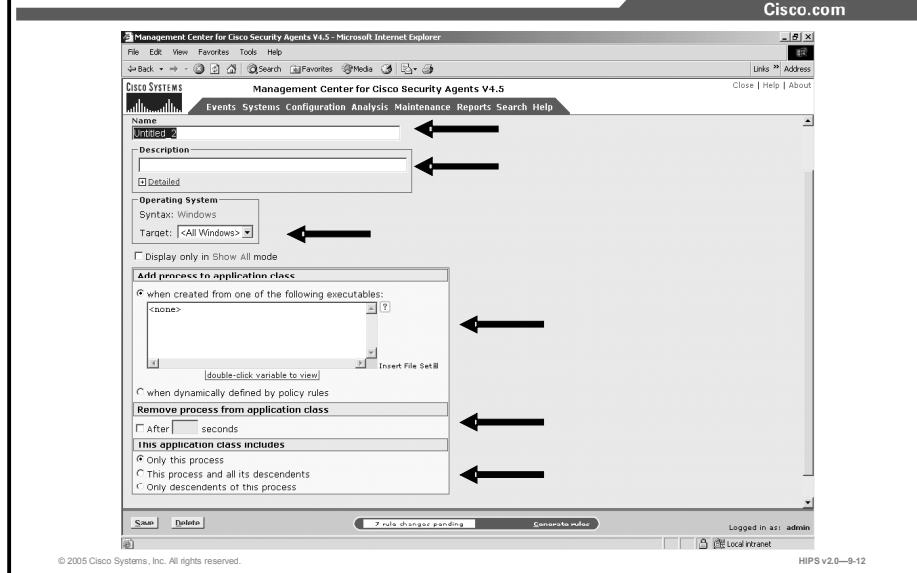 Cisco.com
Management Center for Cisco Security Agents V4.5 - Microsoft Internet Explorer
File Edit View Favorites Tools Help
Back Search Favorites Media Links » Address
CISCO SYSTEMS Management Center for Cisco Security Agents V4.5 Close | Help | About
Events Systems Configuration Analysis Maintenance Reports Search Help
Name
Untitled_2
Description
Detailed
Operating System
Syntax: Windows
Target: <All Windows>
Display only in Show All mode
Add process to application class
when created from one of the following executables:
<none>
?
Insert File Set
double-click variable to view
when dynamically defined by policy rules
Remove process from application class
After seconds
This application class includes
Only this process
This process and all its descendents
Only descendents of this process
Save Delete 7 rule changes pending Generate rules Logged in as: admin
Local intranet
© 2005 Cisco Systems, Inc. All rights reserved. HIPS v2.0—9-12